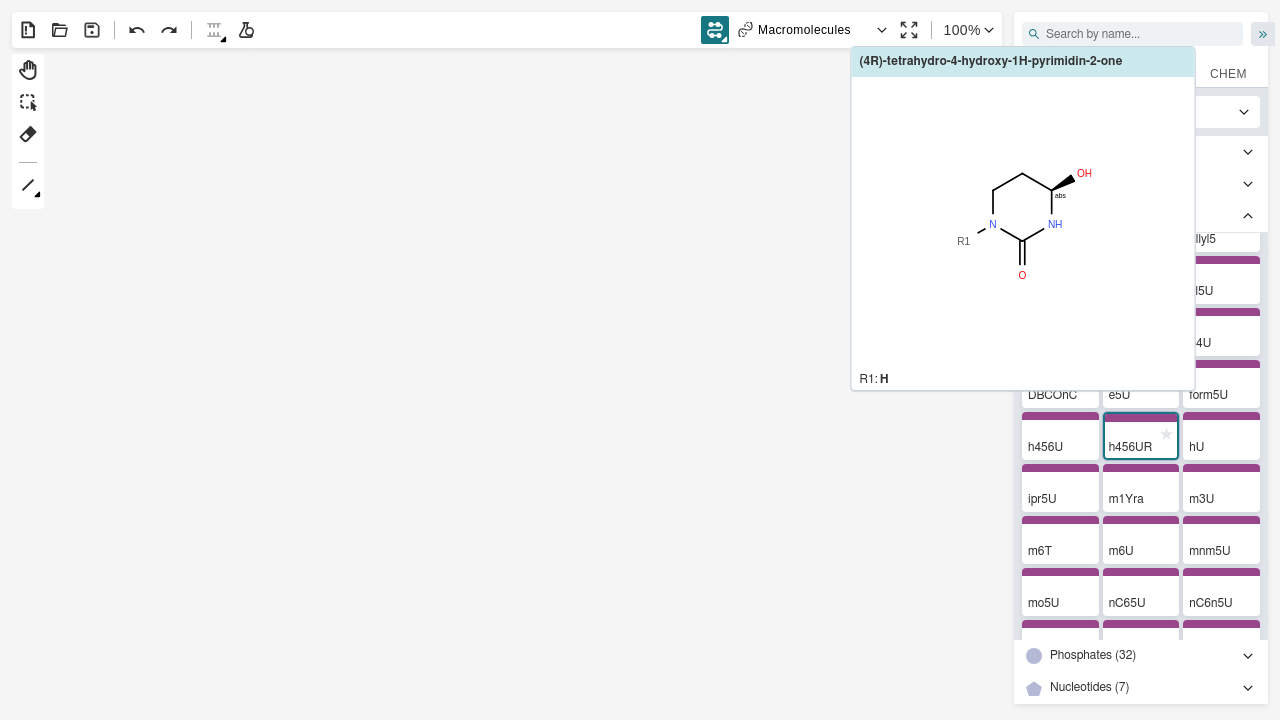 Macromolecules
100%
Search by name...
(4R)-tetrahydro-4-hydroxy-1H-pyrimidin-2-one
CHEM
OH
abs
N
NH
R1
O
R1: H
llyl5
l5U
4U
DBCOnC
e5U
form5U
h456U
h456UR
hU
ipr5U
m1Yra
m3U
m6T
m6U
mnm5U
mo5U
nC65U
nC6n5U
Phosphates (32)
Nucleotides (7)